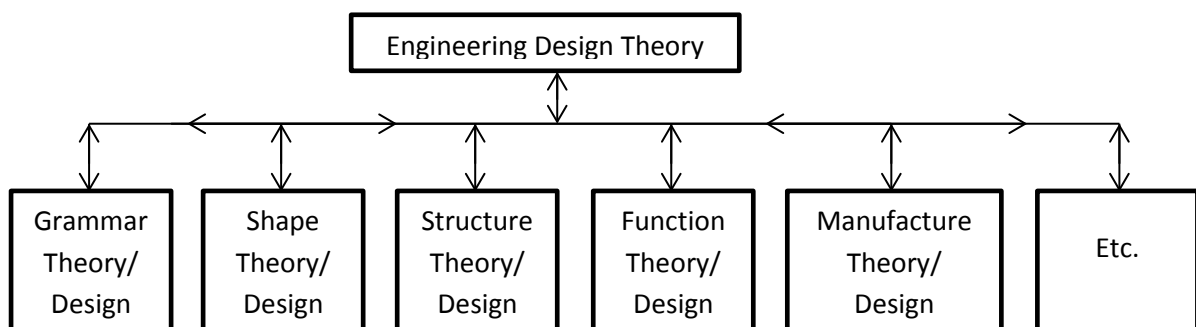 Engineering Design Theory
Grammar
Theory/
Design
Shape
Theory/
Design
Structure
Theory/
Design
Function
Theory/
Design
Manufacture
Theory/
Design
Etc.